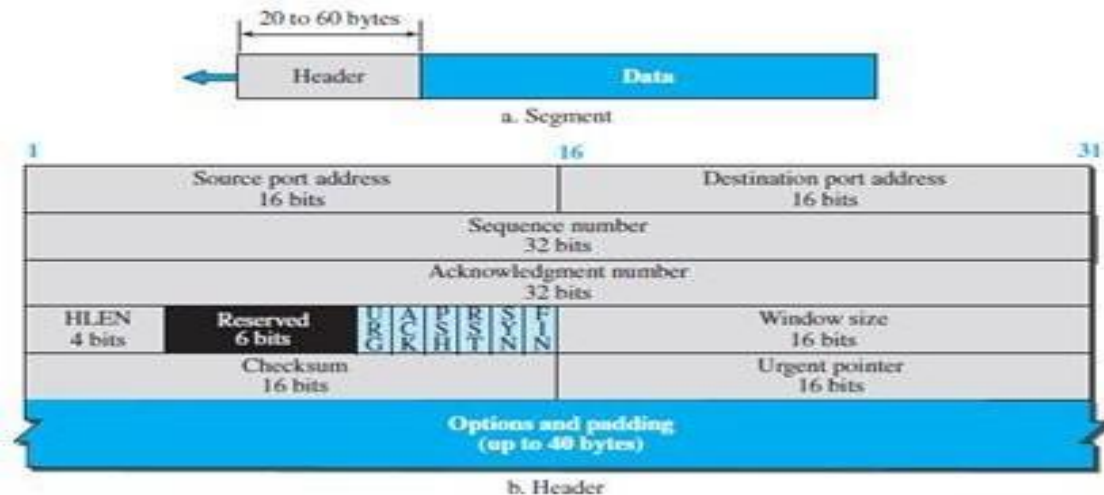 20 to 60 bytes
Header
Data
a. Segment
1
16
31
Source port address
16 bits
Destination port address
16 bits
Sequence number
32 bits
Acknowledgment number
32 bits
HLEN
4 bits
Reserved
6 bits
URG
ACK
PSH
RST
SYN
FIN
Window size
16 bits
Checksum
16 bits
Urgent pointer
16 bits
Options and padding
(up to 40 bytes)
b. Header